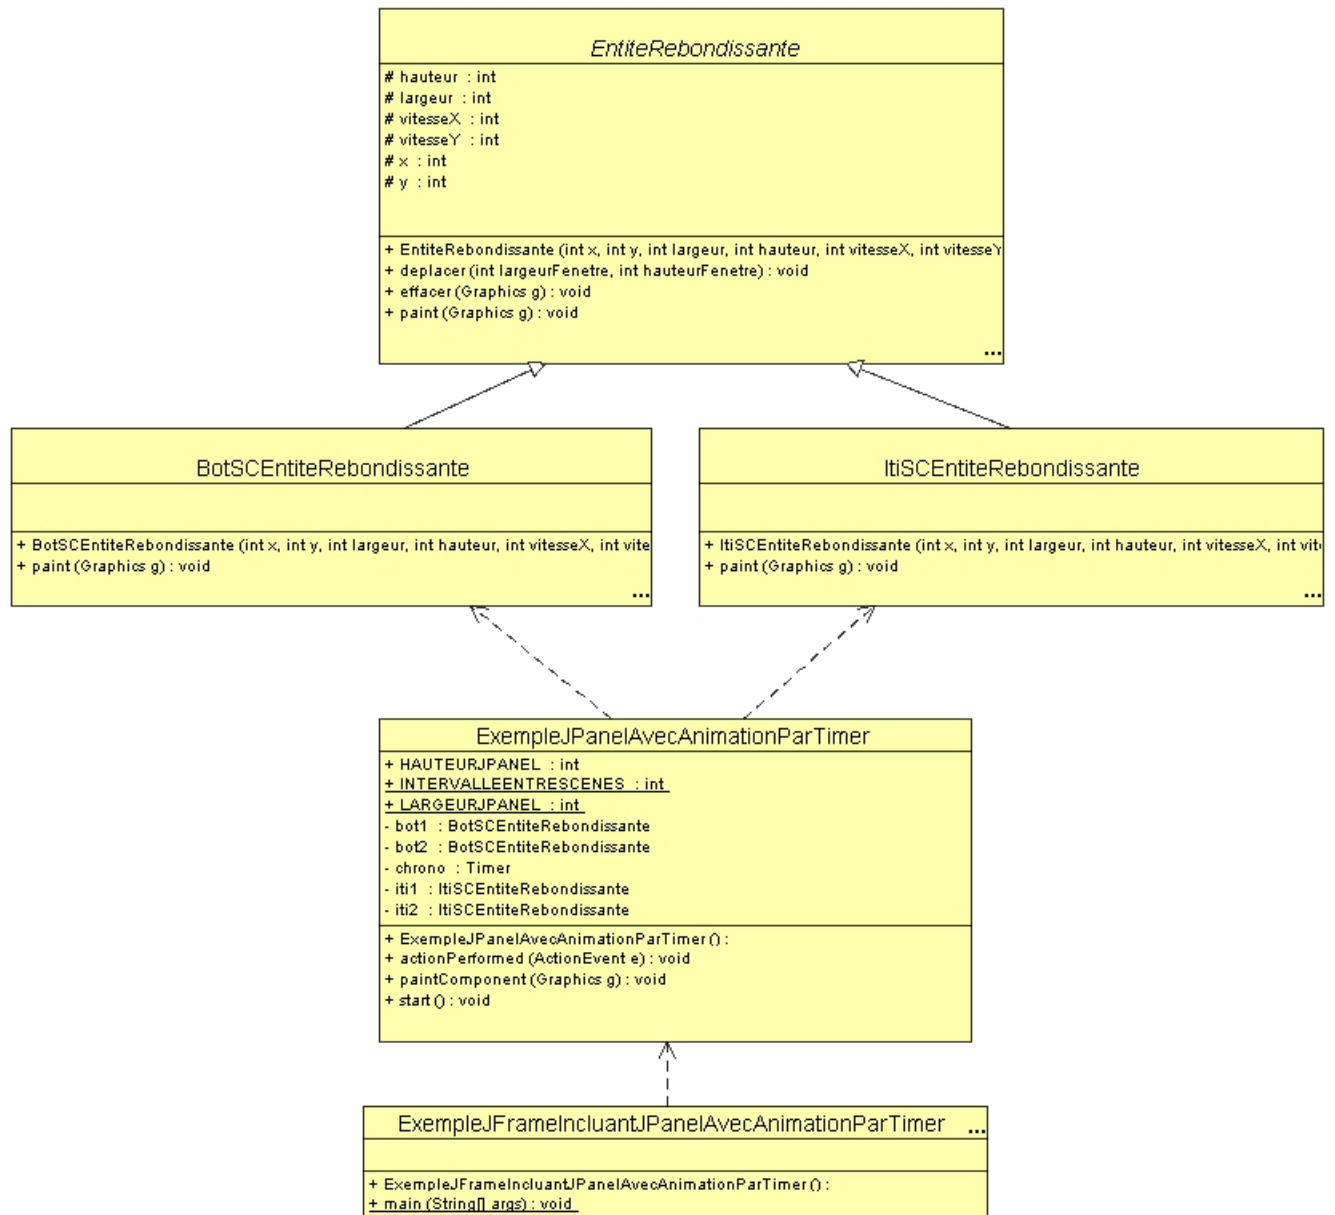 EntiteRebondissante
# hauteur : int
# largeur : int
# vitesseX : int
# vitesseY : int
# x : int
# y : int
+ EntiteRebondissante (int x, int y, int largeur, int hauteur, int vitesseX, int vitesseY
+ deplacer (int largeurFenetre, int hauteurFenetre) : void
+ effacer (Graphics g) : void
+ paint (Graphics g) : void
...
BotSCEntiteRebondissante
+ BotSCEntiteRebondissante (int x, int y, int largeur, int hauteur, int vitesseX, int vite
+ paint (Graphics g) : void
...
ItiSCEntiteRebondissante
+ ItiSCEntiteRebondissante (int x, int y, int largeur, int hauteur, int vitesseX, int vit
+ paint (Graphics g) : void
...
ExempleJPanelAvecAnimationParTimer
+ HAUTEURJPANEL : int
+ INTERVALLEENTRESCENES : int
+ LARGEURJPANEL : int
- bot1 : BotSCEntiteRebondissante
- bot2 : BotSCEntiteRebondissante
- chrono : Timer
- iti1 : ItiSCEntiteRebondissante
- iti2 : ItiSCEntiteRebondissante
+ ExempleJPanelAvecAnimationParTimer () :
+ actionPerformed (ActionEvent e) : void
+ paintComponent (Graphics g) : void
+ start () : void
ExempleJFrameIncluantJPanelAvecAnimationParTimer ...
+ ExempleJFrameIncluantJPanelAvecAnimationParTimer () :
+ main (String[] args) : void